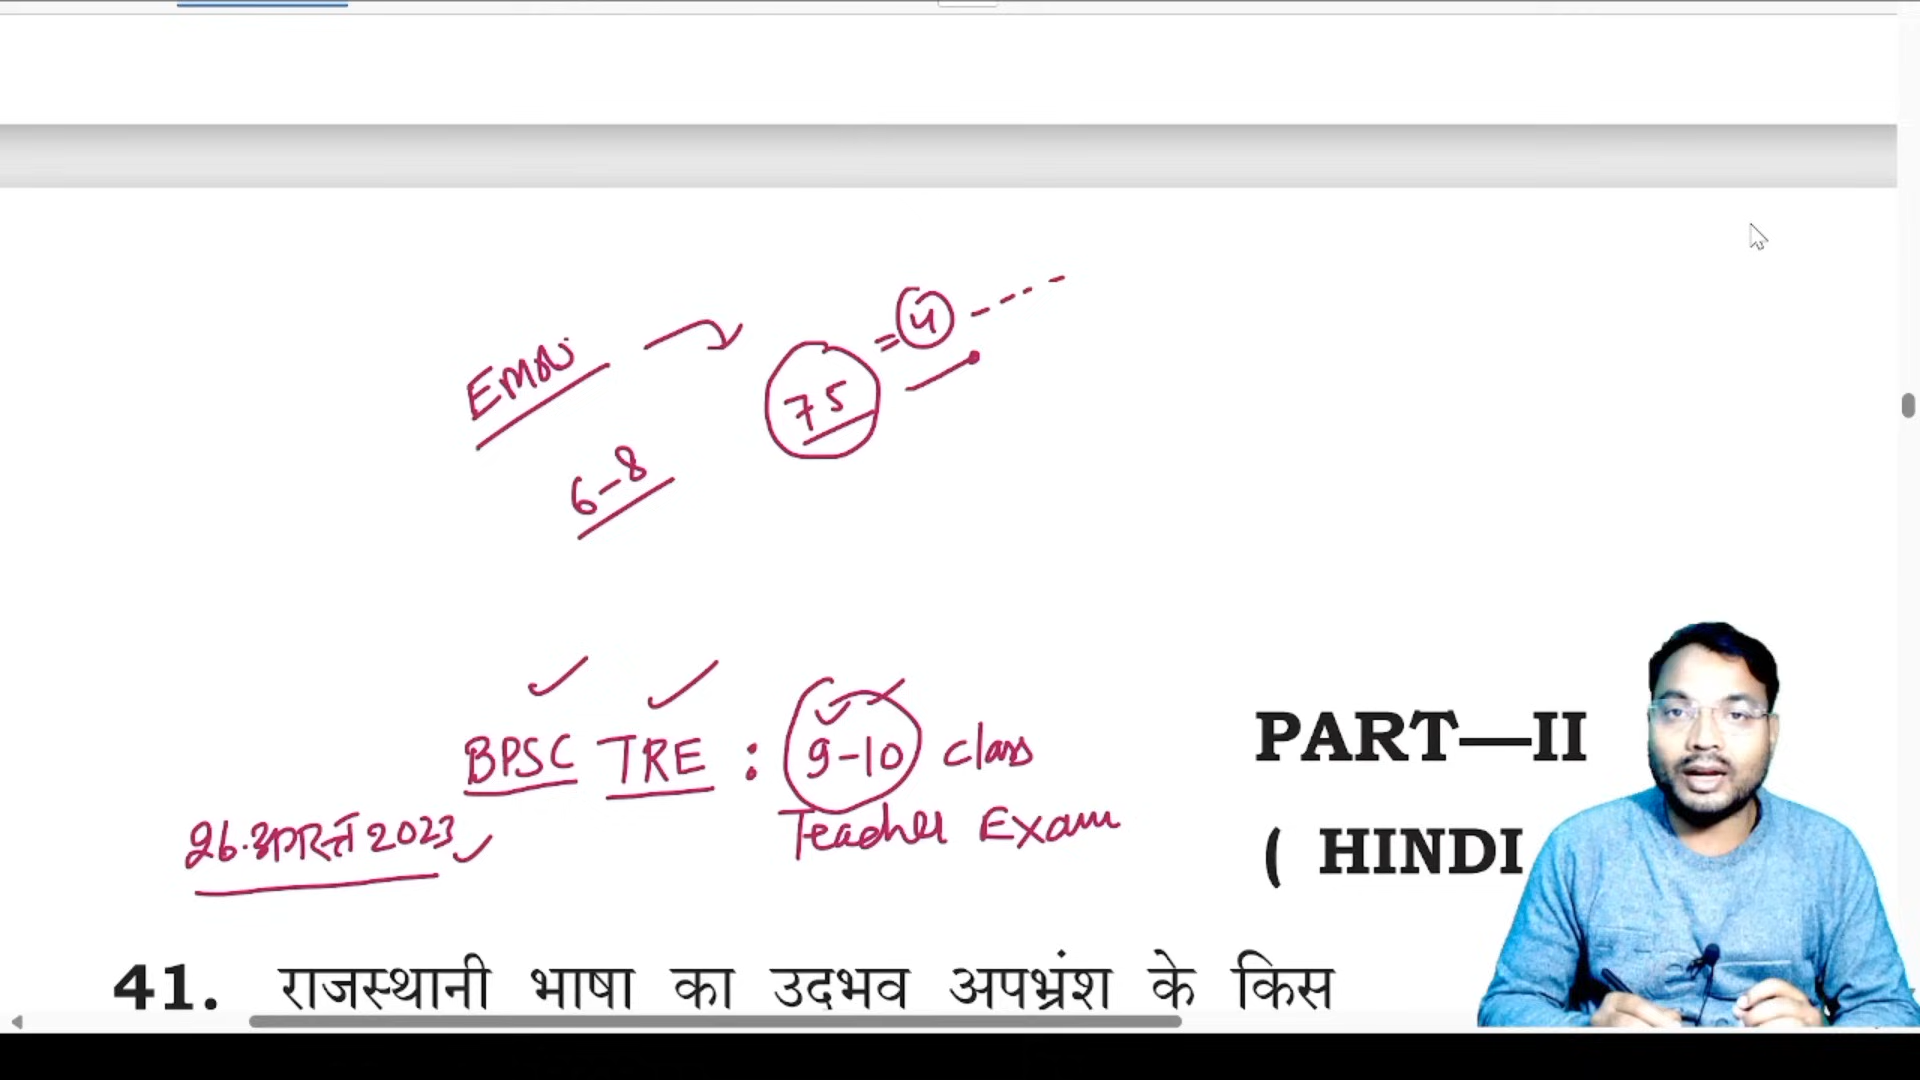 = 4
75
6-8
BPSC TRE : 9-10 class
Teacher Exam
26 अगस्त 2023
PART—II
( HINDI
41. राजस्थानी भाषा का उदभव अपभ्रंश के किस